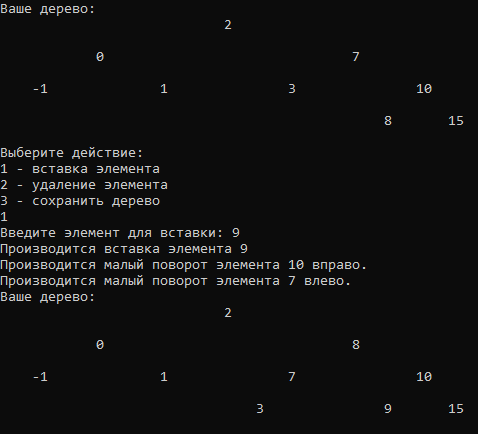 Ваше дерево:
2
0 7
-1 1 3 10
8 15
Выберите действие:
1 - вставка элемента
2 - удаление элемента
3 - сохранить дерево
1
Введите элемент для вставки: 9
Производится вставка элемента 9
Производится малый поворот элемента 10 вправо.
Производится малый поворот элемента 7 влево.
Ваше дерево:
2
0 8
-1 1 7 10
3 9 15